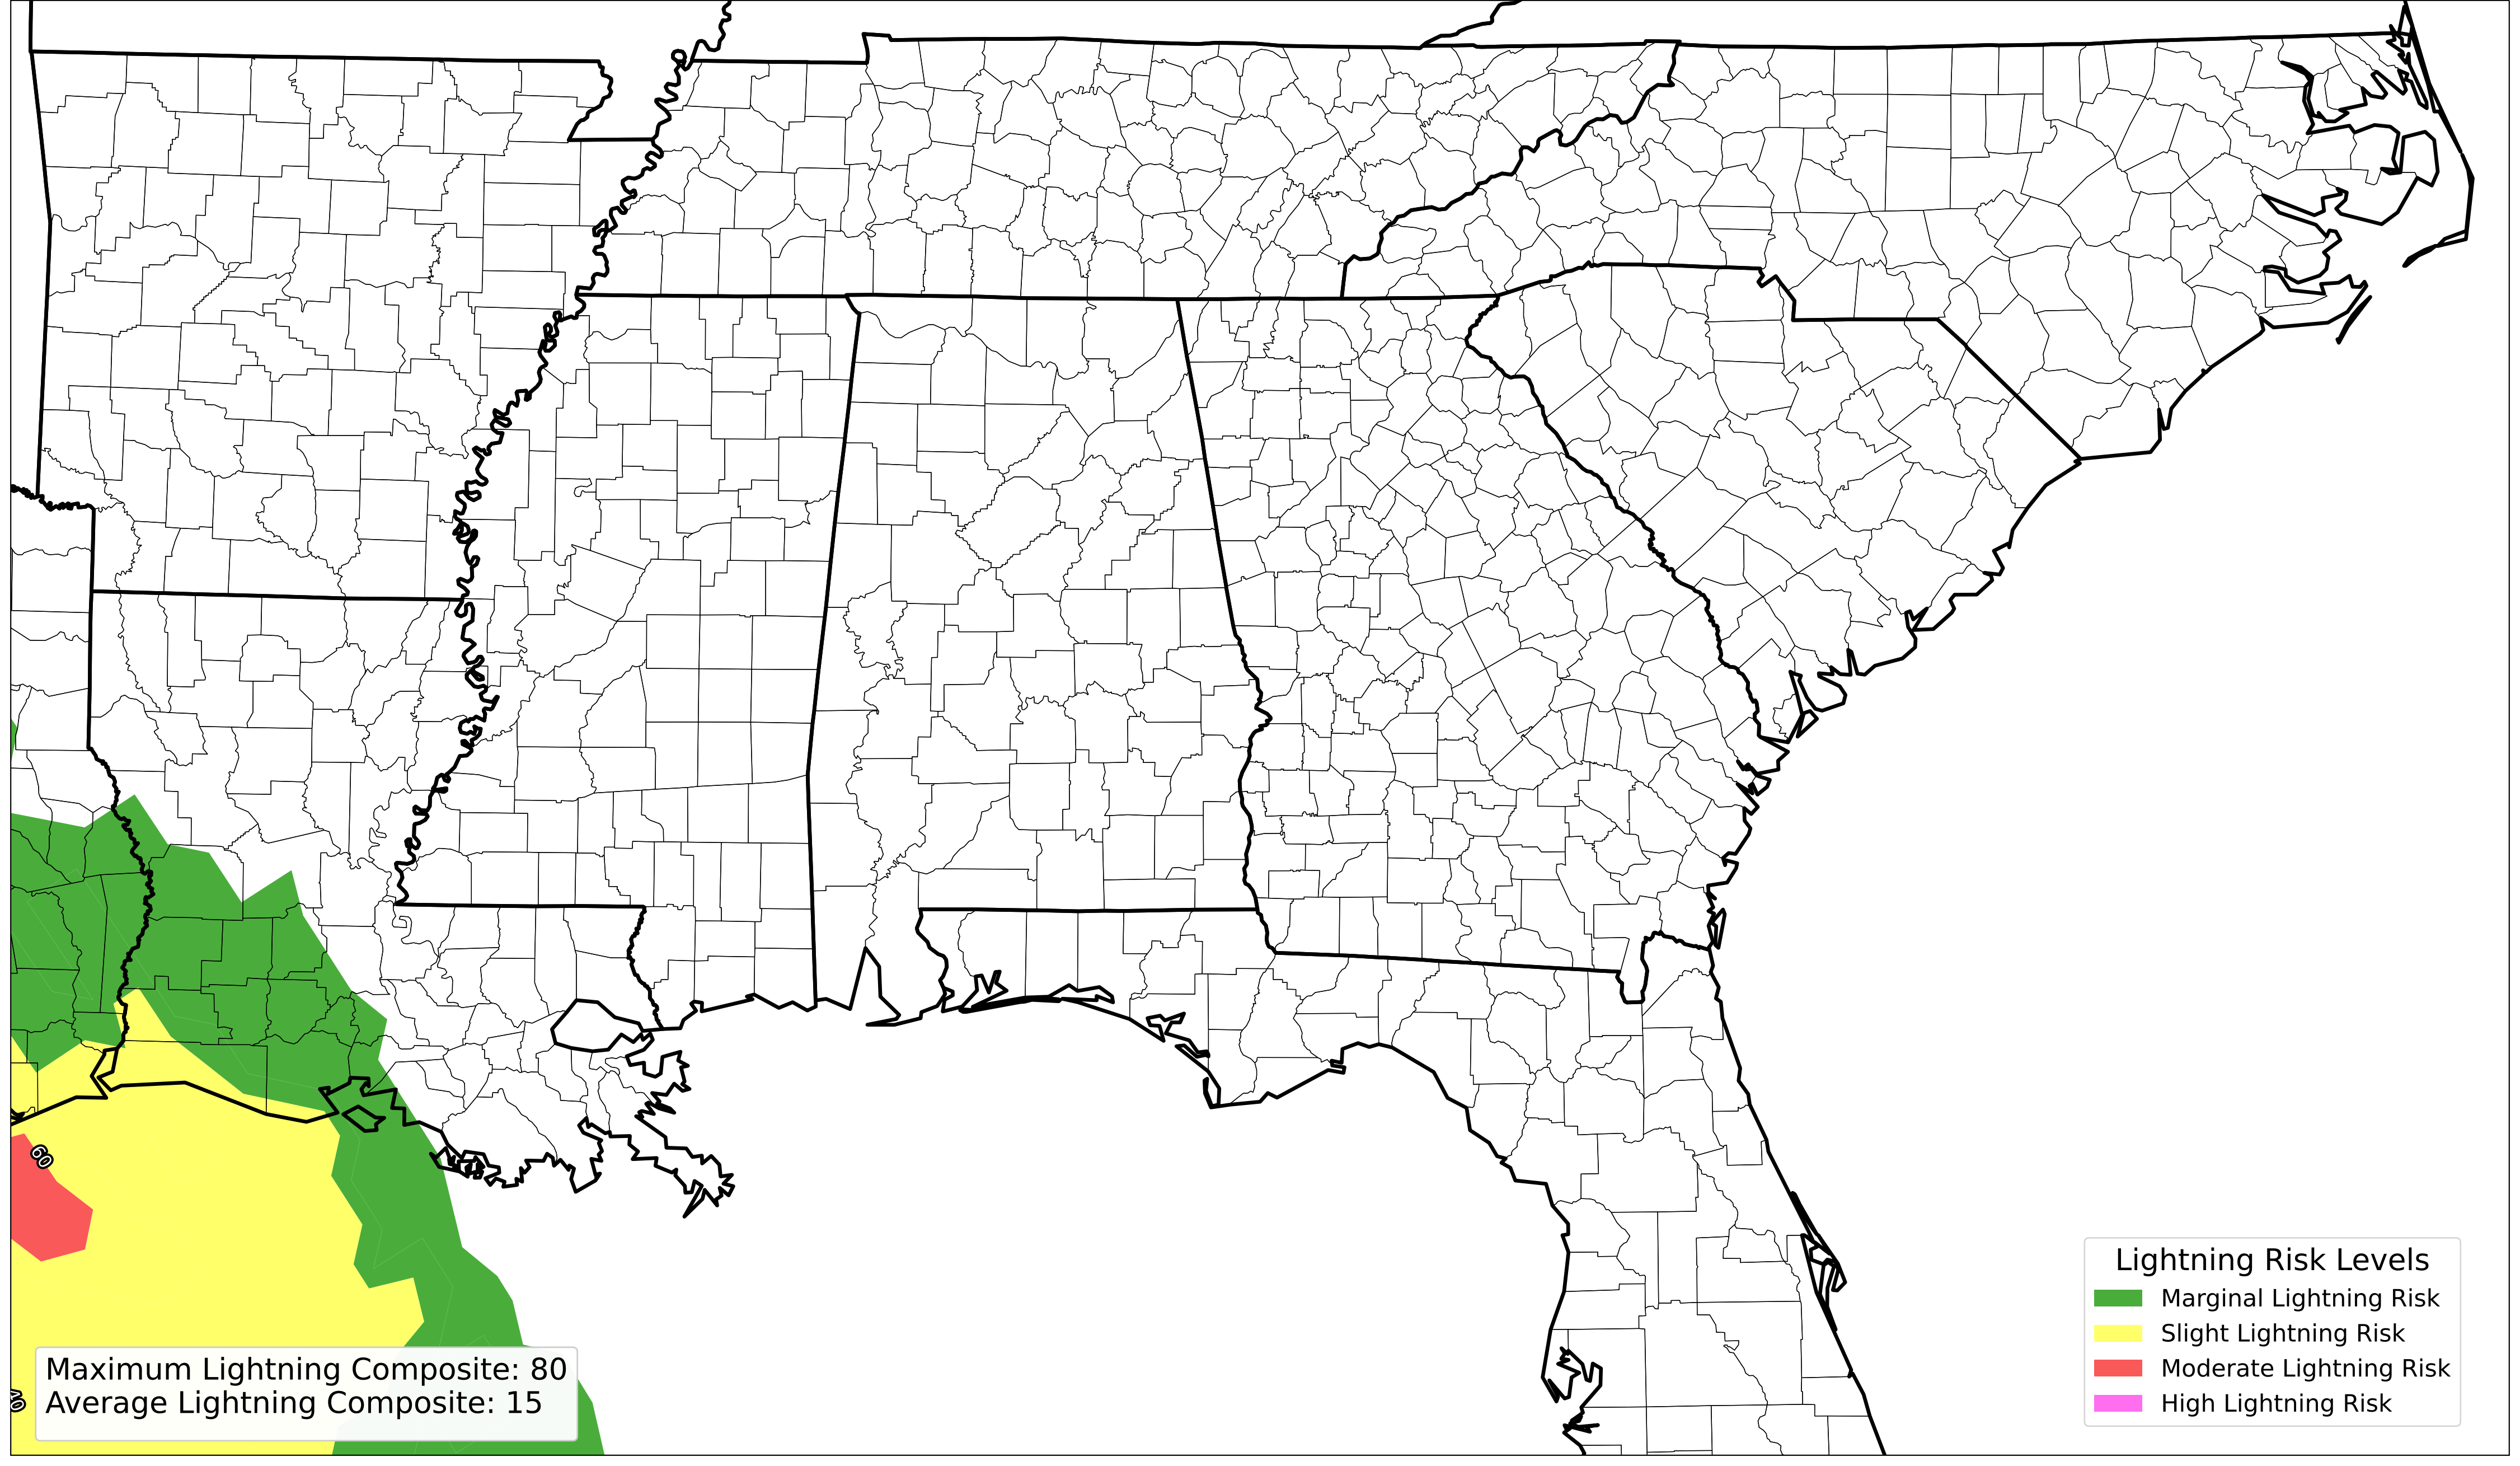 60
Lightning Risk Levels
Marginal Lightning Risk
Slight Lightning Risk
Moderate Lightning Risk
High Lightning Risk
Maximum Lightning Composite: 80
Average Lightning Composite: 15